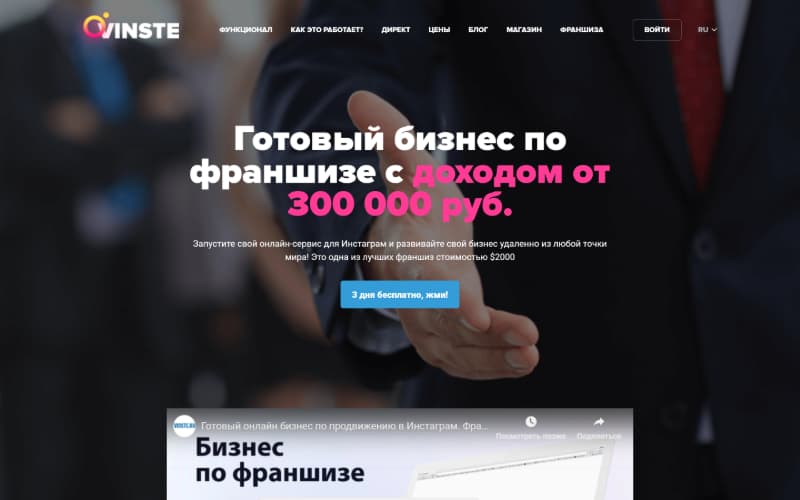 VINSTE
ФУНКЦИОНАЛ КАК ЭТО РАБОТАЕТ? ДИРЕКТ ЦЕНЫ БЛОГ МАГАЗИН ФРАНШИЗА ВОЙТИ RU
Готовый бизнес по
франшизе с доходом от
300 000 руб.
Запустите свой онлайн-сервис для Инстаграм и развивайте свой бизнес удаленно из любой точки
мира! Это одна из лучших франшиз стоимостью $2000
3 дня бесплатно, жми!
Готовый онлайн бизнес по продвижению в Инстаграм. Фра...
Посмотреть позже Поделиться
Бизнес
по франшизе